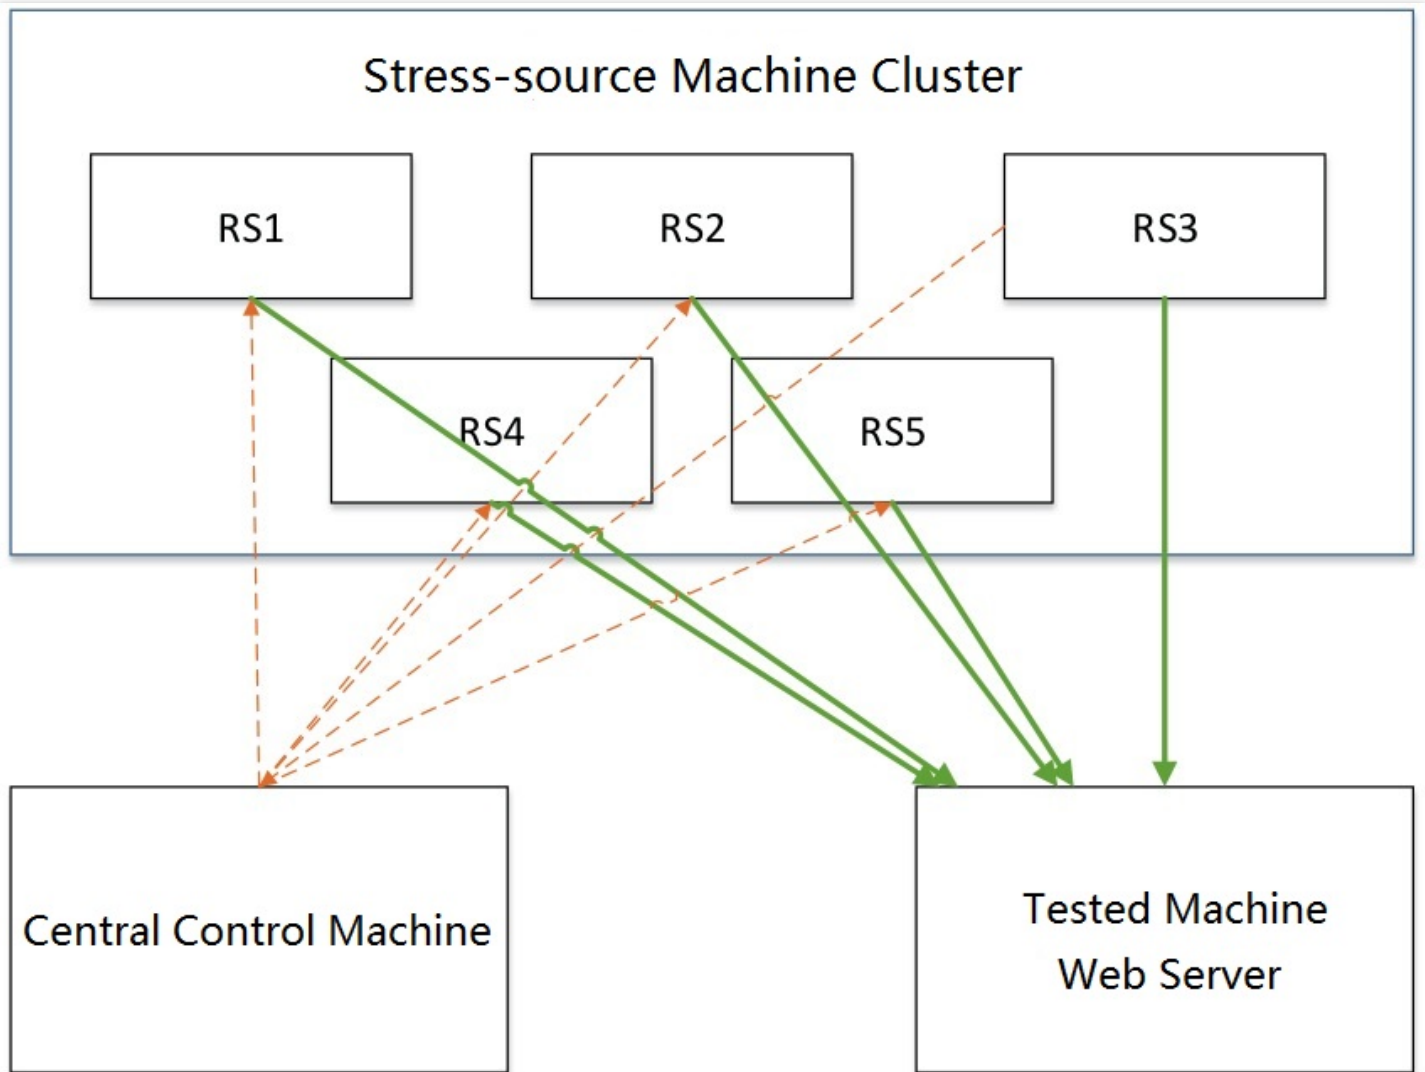 Stress-source Machine Cluster
RS1
RS2
RS3
RS4
RS5
Central Control Machine
Tested Machine
Web Server